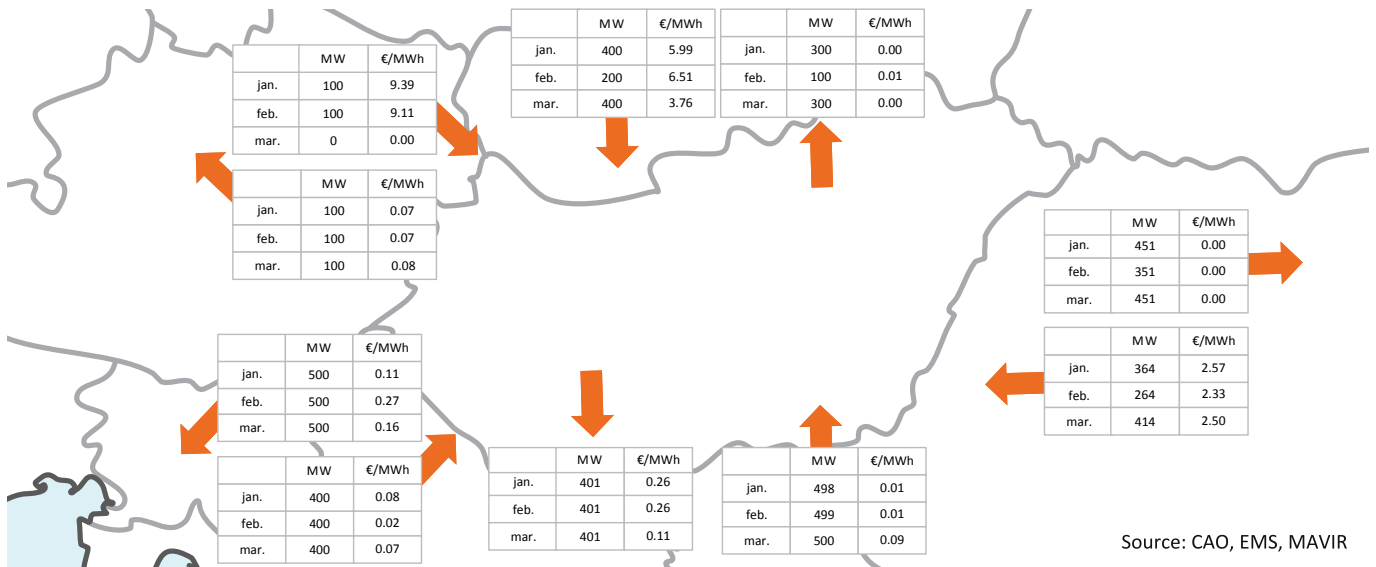 MW €/MWh
jan. 100 9.39
feb. 100 9.11
mar. 0 0.00
MW €/MWh
jan. 400 5.99
feb. 200 6.51
mar. 400 3.76
MW €/MWh
jan. 300 0.00
feb. 100 0.01
mar. 300 0.00
MW €/MWh
jan. 100 0.07
feb. 100 0.07
mar. 100 0.08
MW €/MWh
jan. 451 0.00
feb. 351 0.00
mar. 451 0.00
MW €/MWh
jan. 364 2.57
feb. 264 2.33
mar. 414 2.50
MW €/MWh
jan. 500 0.11
feb. 500 0.27
mar. 500 0.16
MW €/MWh
jan. 400 0.08
feb. 400 0.02
mar. 400 0.07
MW €/MWh
jan. 401 0.26
feb. 401 0.26
mar. 401 0.11
MW €/MWh
jan. 498 0.01
feb. 499 0.01
mar. 500 0.09
Source: CAO, EMS, MAVIR